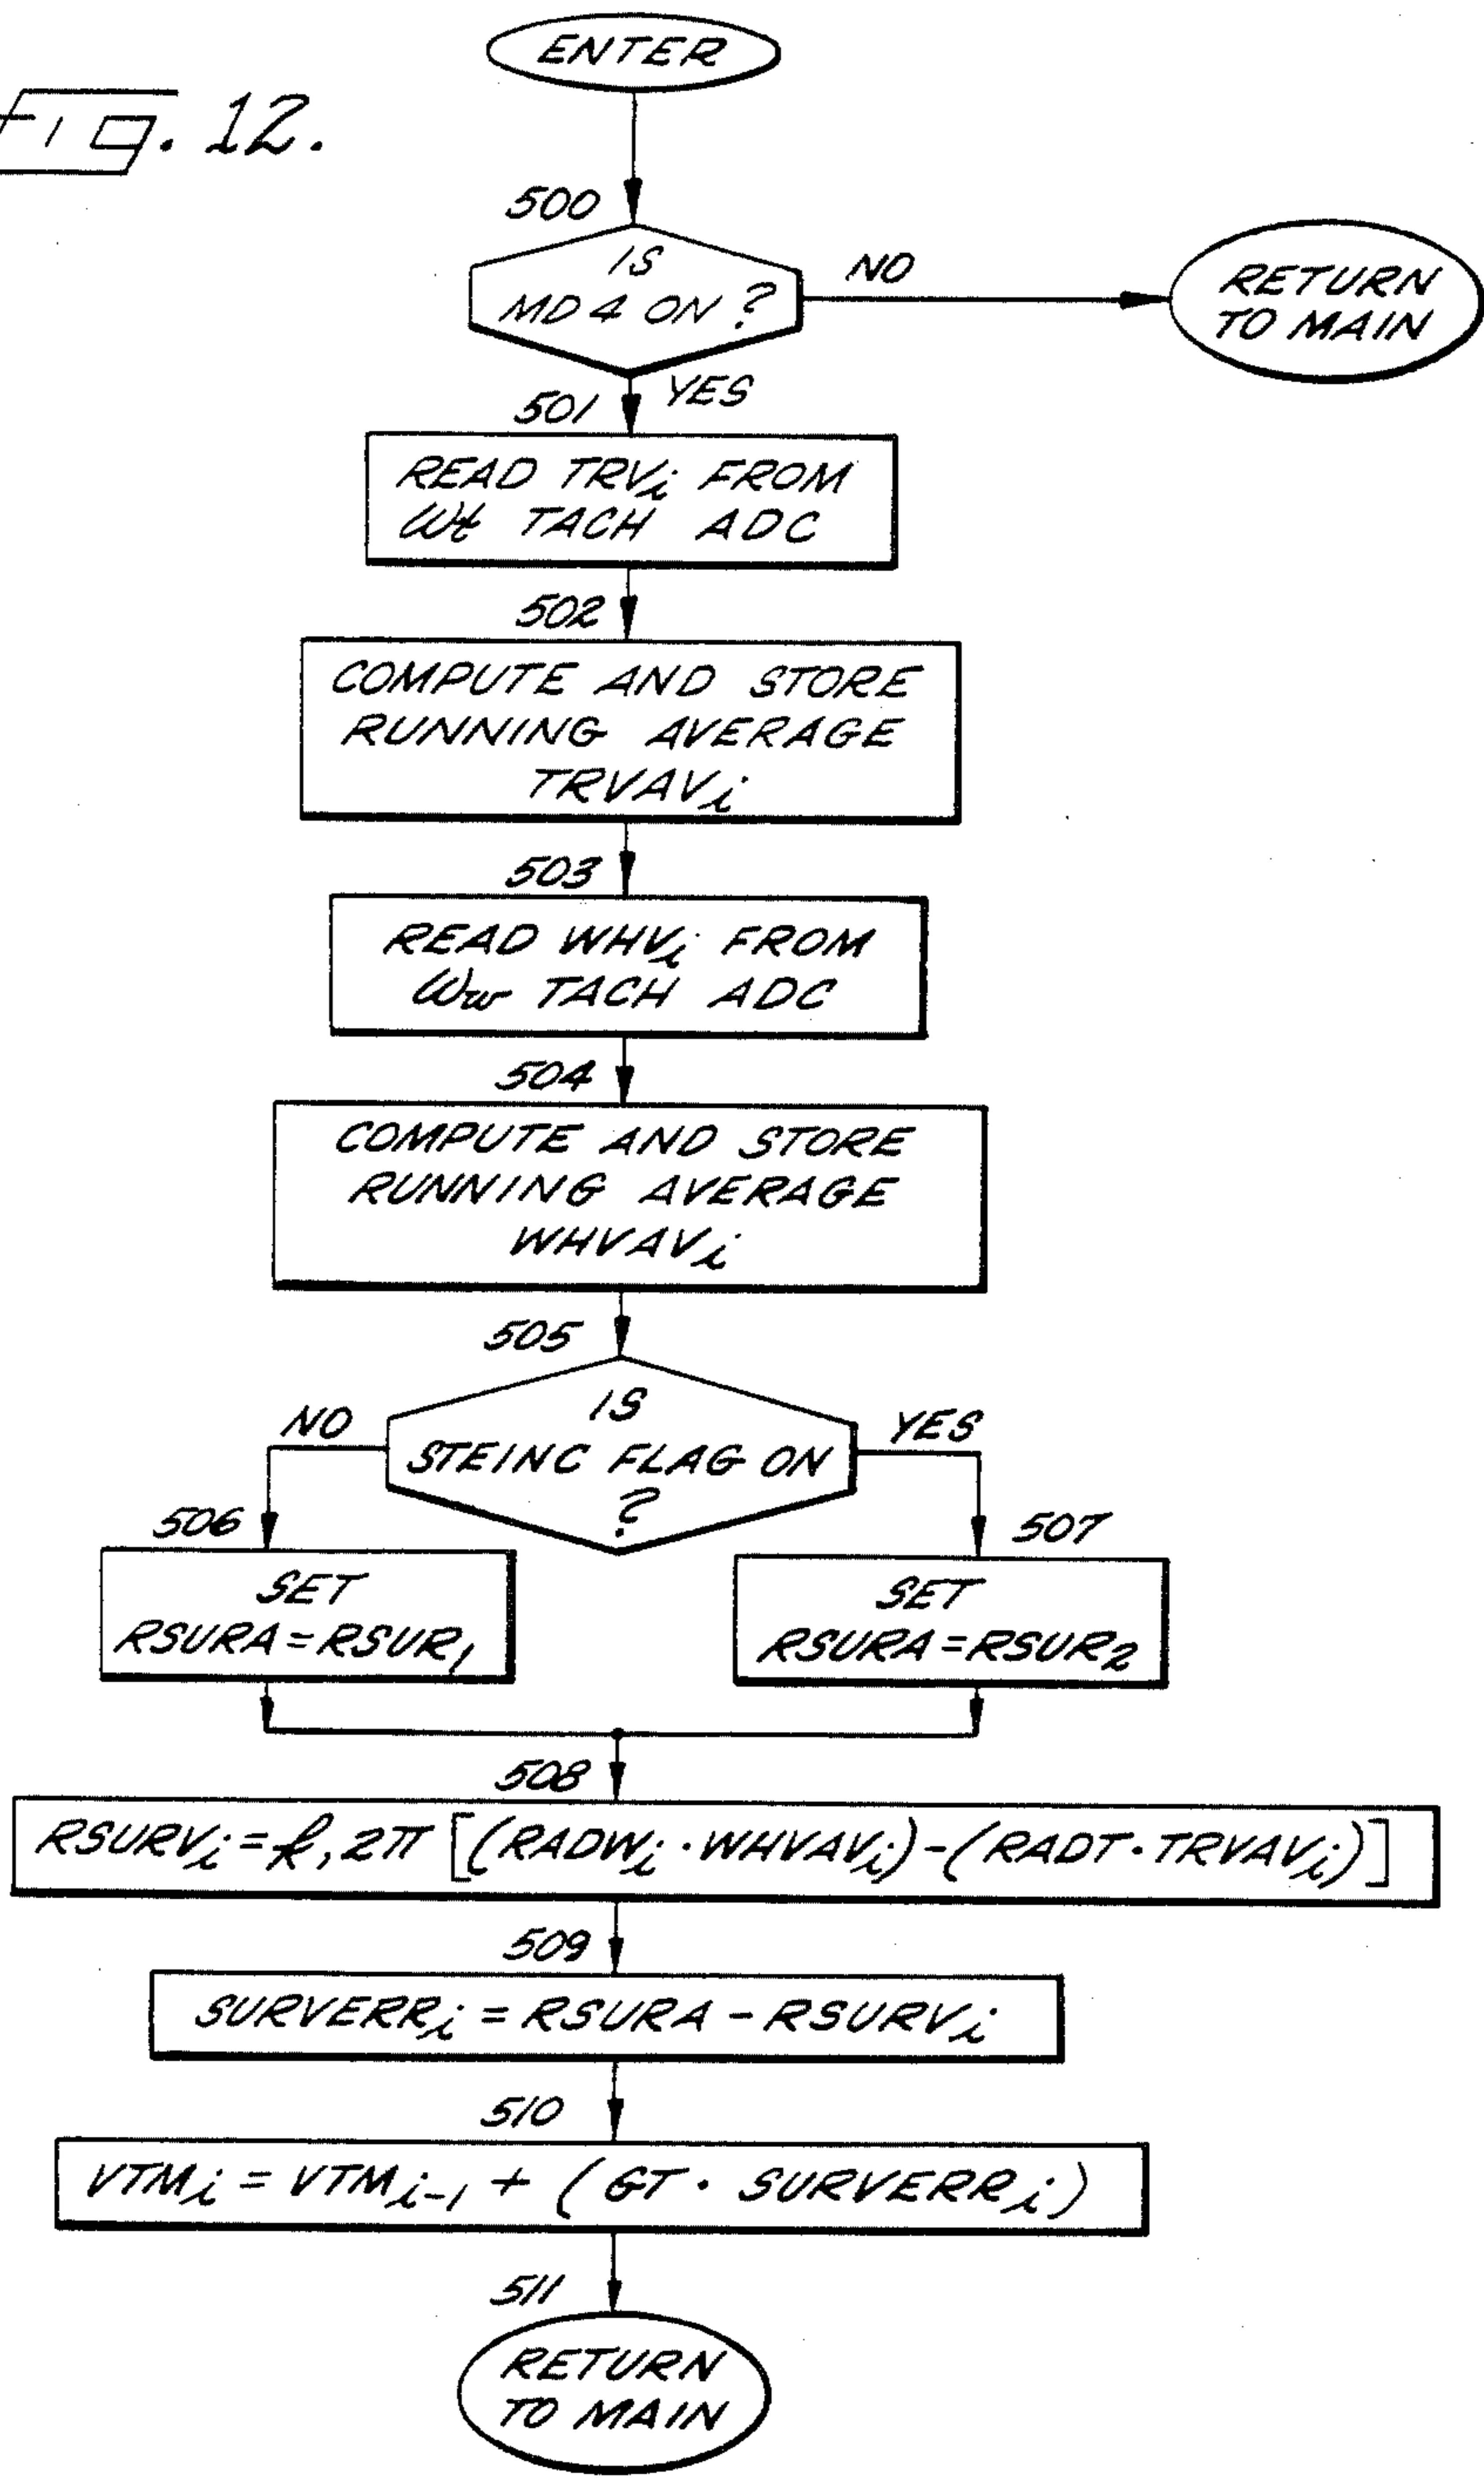 Fig. 12.
ENTER
500
IS
MD4 ON ?
NO
RETURN
TO MAIN
YES
501
READ TRVi FROM
ωt TACH ADC
502
COMPUTE AND STORE
RUNNING AVERAGE
TRVAVi
503
READ WHVi FROM
ωw TACH ADC
504
COMPUTE AND STORE
RUNNING AVERAGE
WHVAVi
505
IS
STEINC FLAG ON
?
NO
YES
506
SET
RSURA = RSUR1
507
SET
RSURA = RSUR2
508
RSURVi = k, 2π [(RADWi · WHVAVi) - (RADT · TRVAVi)]
509
SURVERRi = RSURA - RSURVi
510
VTMi = VTMi-1 + (GT · SURVERRi)
511
RETURN
TO MAIN